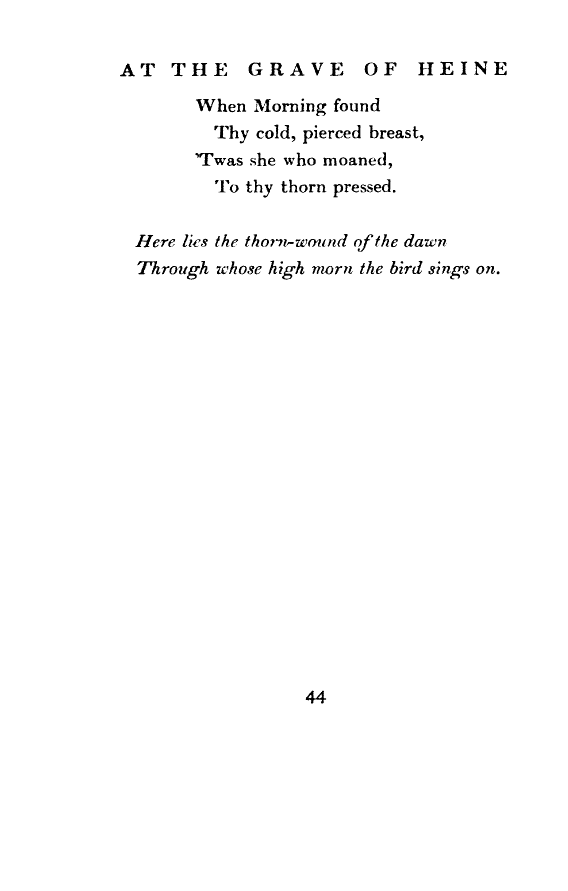 AT THE GRAVE OF HEINE
When Morning found
Thy cold, pierced breast,
'Twas she who moaned,
To thy thorn pressed.
Here lies the thorn-wound of the dawn
Through whose high morn the bird sings on.
44